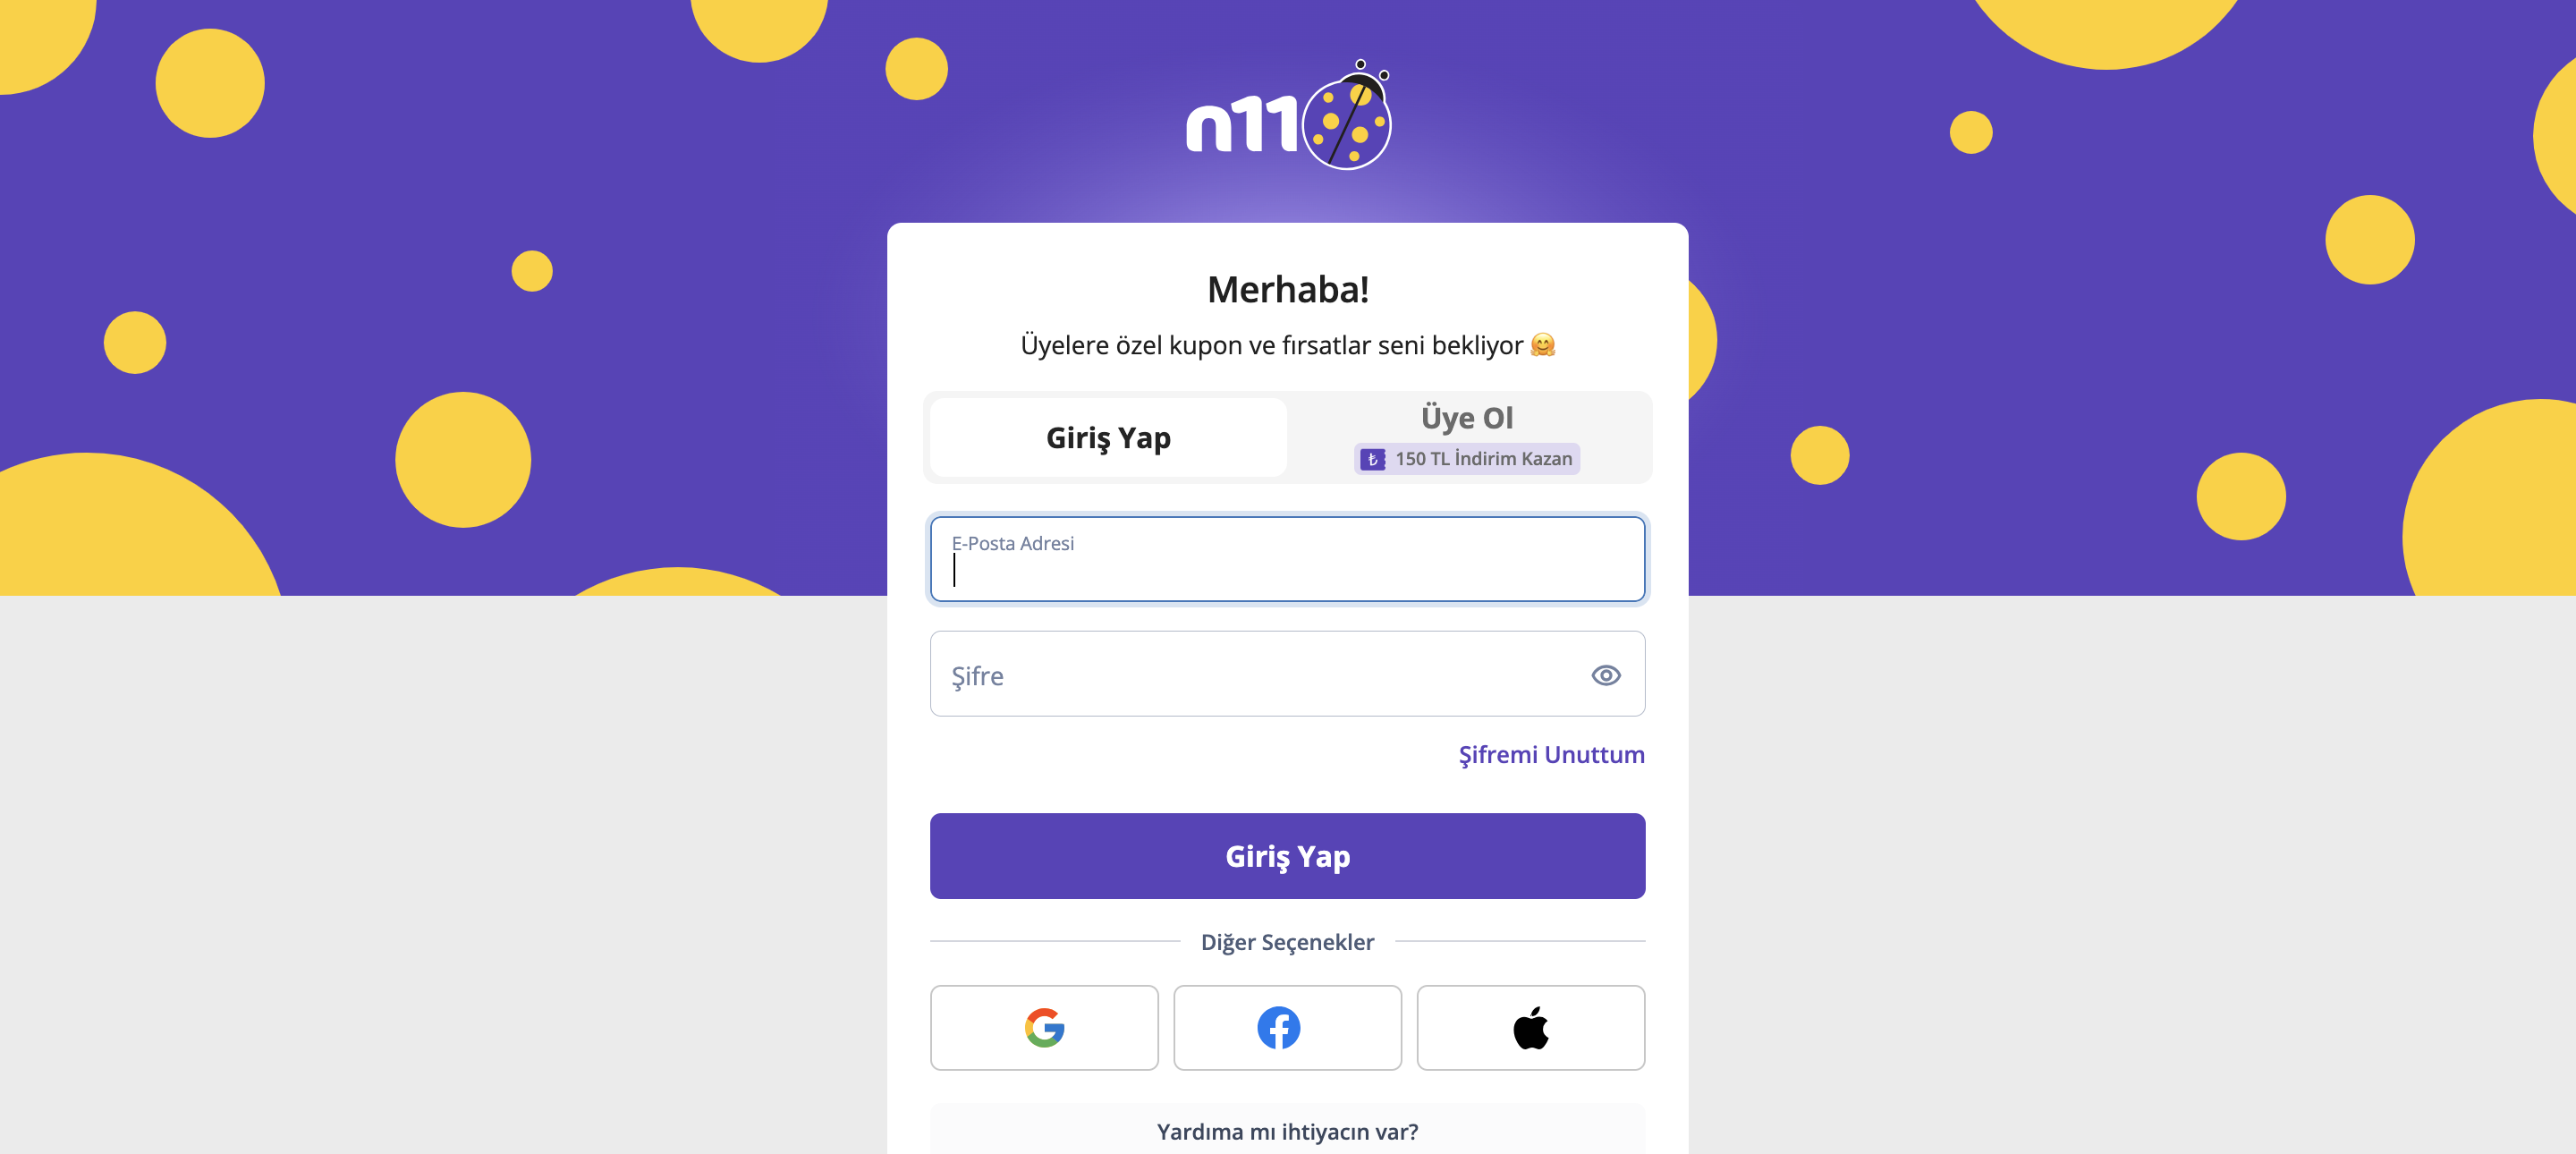 n11
Merhaba!
Üyelere özel kupon ve fırsatlar seni bekliyor 🤗
Giriş Yap
Üye Ol
₺ 150 TL İndirim Kazan
E-Posta Adresi
Şifre
Şifremi Unuttum
Giriş Yap
Diğer Seçenekler
Yardıma mı ihtiyacın var?